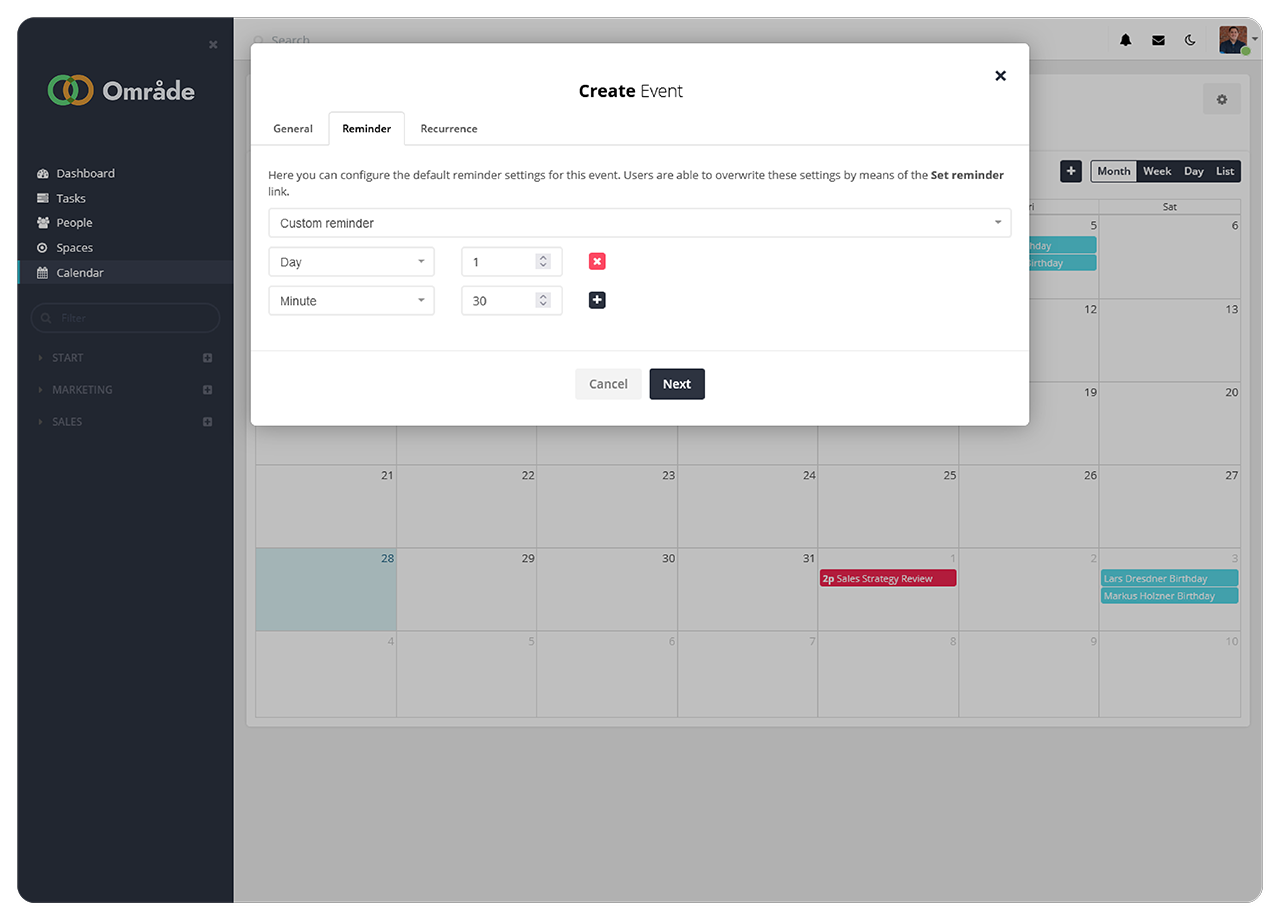 Område
Dashboard
Tasks
People
Spaces
Calendar
Filter
START
MARKETING
SALES
Search
Create Event
General
Reminder
Recurrence
Here you can configure the default reminder settings for this event. Users are able to overwrite these settings by means of the Set reminder
link.
Custom reminder
Day
1
Minute
30
Cancel
Next
Month
Week
Day
List
Sat
5
6
12
13
19
20
21
22
23
24
25
26
27
28
29
30
31
1
2
3
2p Sales Strategy Review
Lars Dresdner Birthday
Markus Holzner Birthday
4
5
6
7
8
9
10